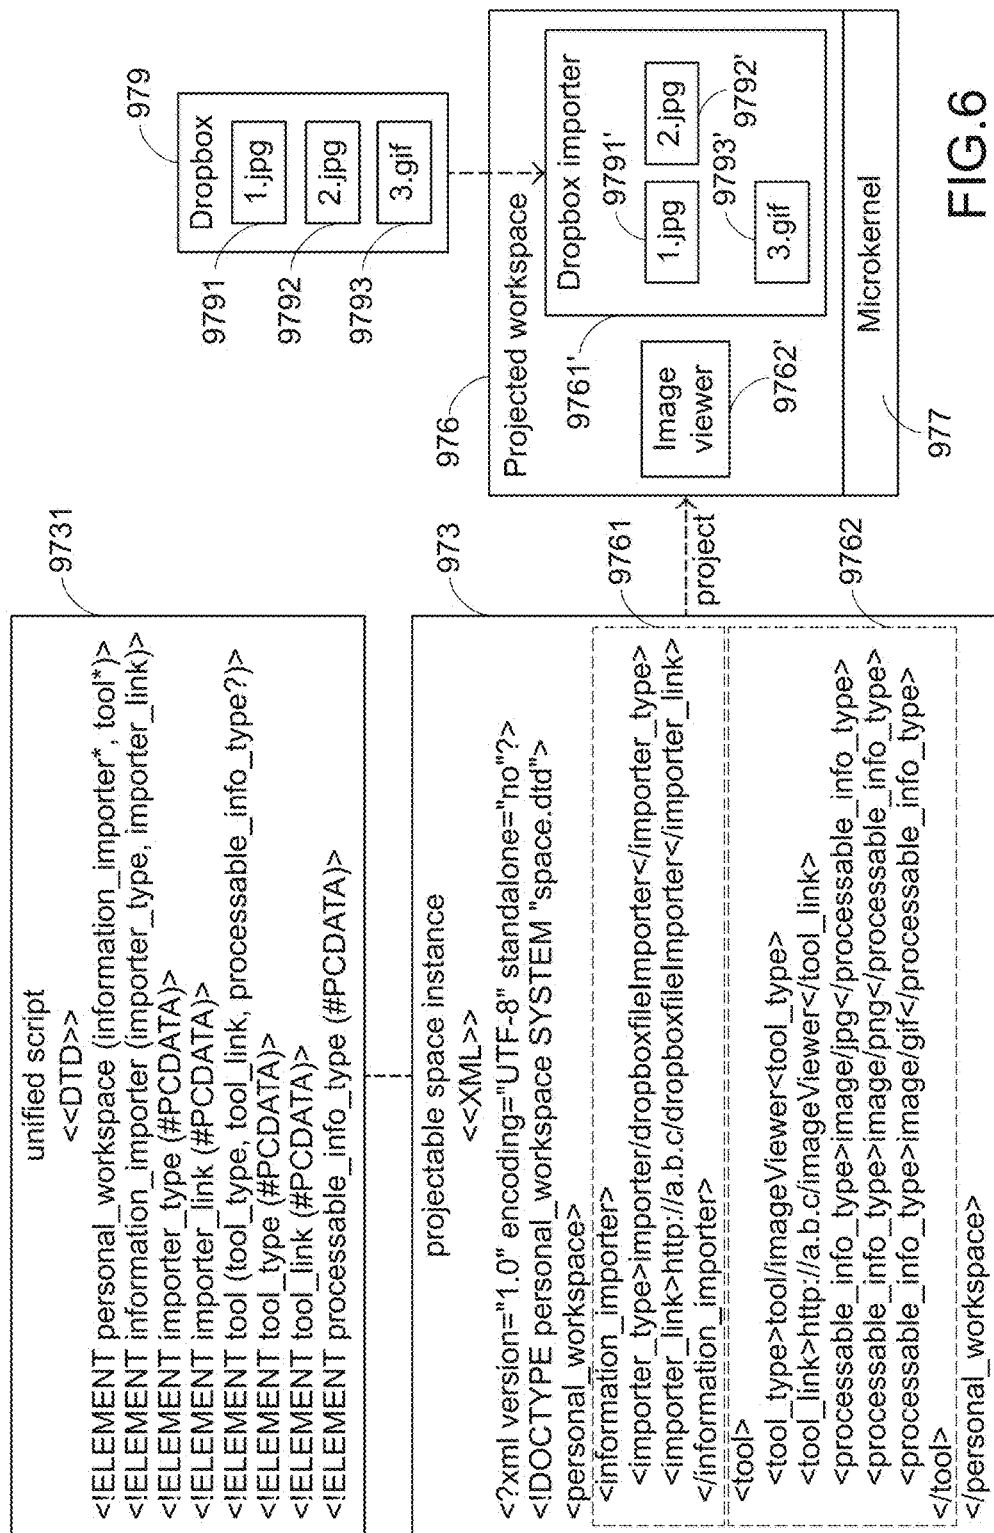 unified script
<<DTD>>
<!ELEMENT personal_workspace (information_importer*, tool*)>
<!ELEMENT information_importer (importer_type, importer_link)>
<!ELEMENT importer_type (#PCDATA)>
<!ELEMENT importer_link (#PCDATA)>
<!ELEMENT tool (tool_type, tool_link, processable_info_type?)>
<!ELEMENT tool_type (#PCDATA)>
<!ELEMENT tool_link (#PCDATA)>
<!ELEMENT processable_info_type (#PCDATA)>
9731
projectable space instance
<<XML>>
<?xml version="1.0" encoding="UTF-8" standalone="no"?>
<!DOCTYPE personal_workspace SYSTEM "space.dtd">
<personal_workspace>
<information_importer>
<importer_type>importer/dropboxfileImporter</importer_type>
<importer_link>http://a.b.c/dropboxfileImporter</importer_link>
</information_importer>
<tool>
<tool_type>tool/imageViewer<tool_type>
<tool_link>http://a.b.c/imageViewer</tool_link>
<processable_info_type>image/jpg</processable_info_type>
<processable_info_type>image/png</processable_info_type>
<processable_info_type>image/gif</processable_info_type>
</tool>
</personal_workspace>
973
9761
9762
project
979
Dropbox
1.jpg
2.jpg
3.gif
9791
9792
9793
976
Projected workspace
9761'
Dropbox importer
9791'
1.jpg
2.jpg
9792'
9793'
3.gif
Image
viewer
9762'
Microkernel
977
FIG.6